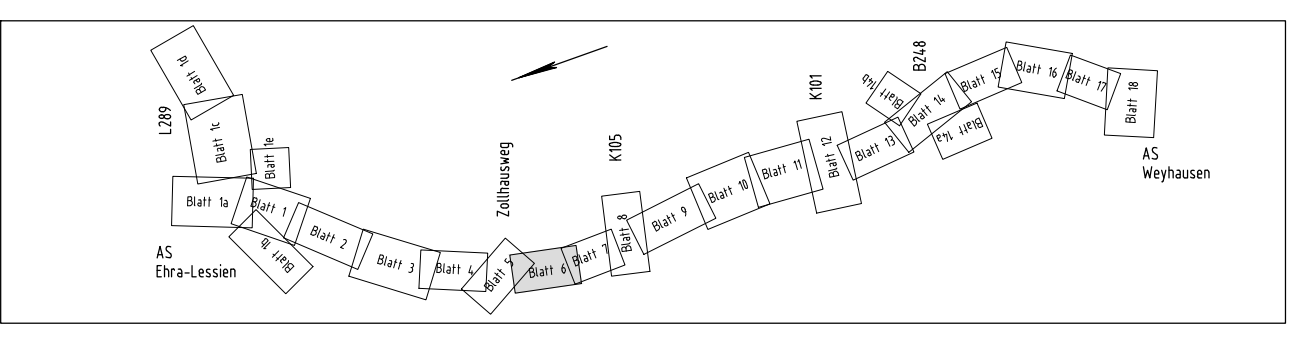 Blatt 1d
L289
Blatt 1c
Blatt 1e
Blatt 1a
Blatt 1
Blatt 1b
AS
Ehra-Lessien
Blatt 2
Blatt 3
Blatt 4
Blatt 5
Zollhausweg
Blatt 6
Blatt 7
K105
Blatt 8
Blatt 9
Blatt 10
Blatt 11
K101
Blatt 12
Blatt 13
Blatt 14b
B248
Blatt 14
Blatt 14a
Blatt 15
Blatt 16
Blatt 17
Blatt 18
AS
Weyhausen